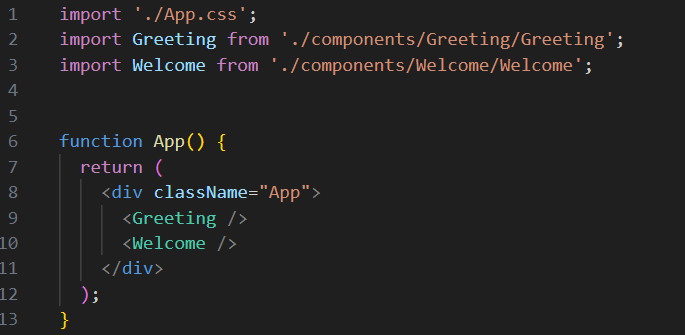 1 import './App.css';
2 import Greeting from './components/Greeting/Greeting';
3 import Welcome from './components/Welcome/Welcome';
4
5
6 function App() {
7   return (
8     <div className="App">
9       <Greeting />
10       <Welcome />
11     </div>
12   );
13 }